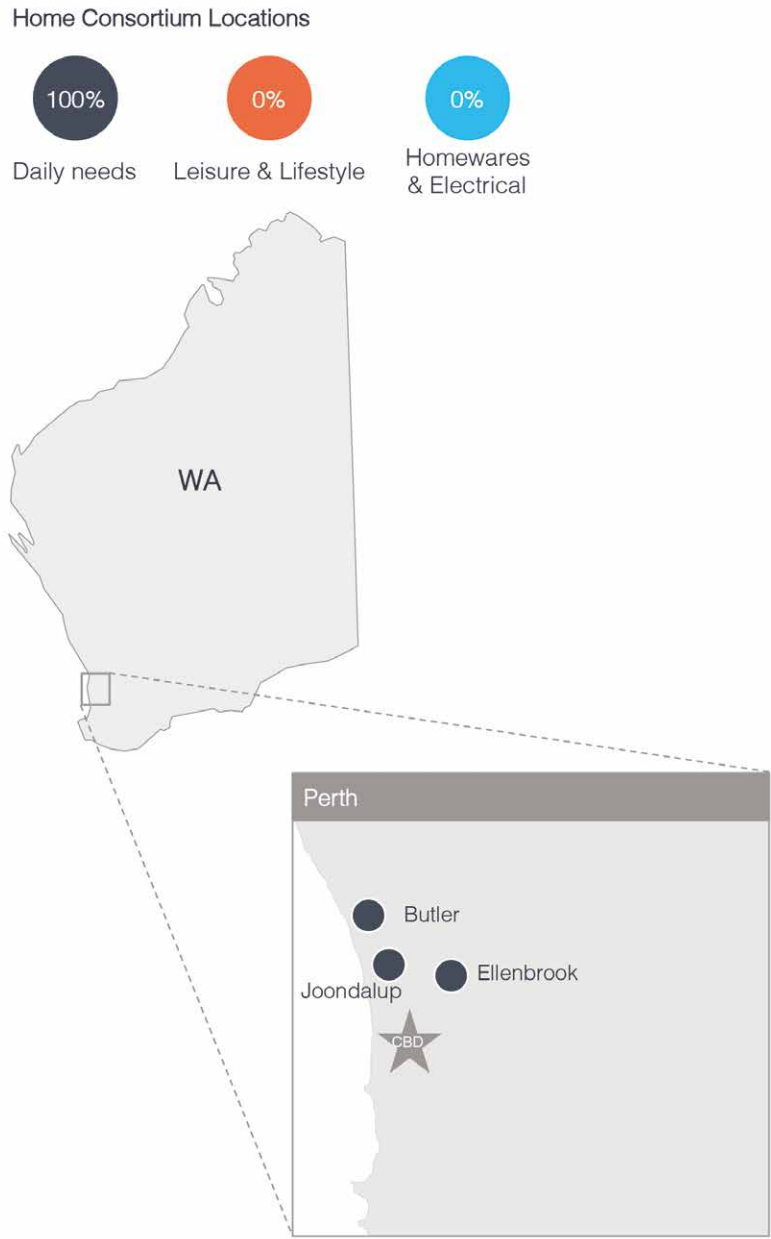 Home Consortium Locations
100%
0%
0%
Daily needs
Leisure & Lifestyle
Homewares
& Electrical
WA
Perth
Butler
Ellenbrook
Joondalup
CBD